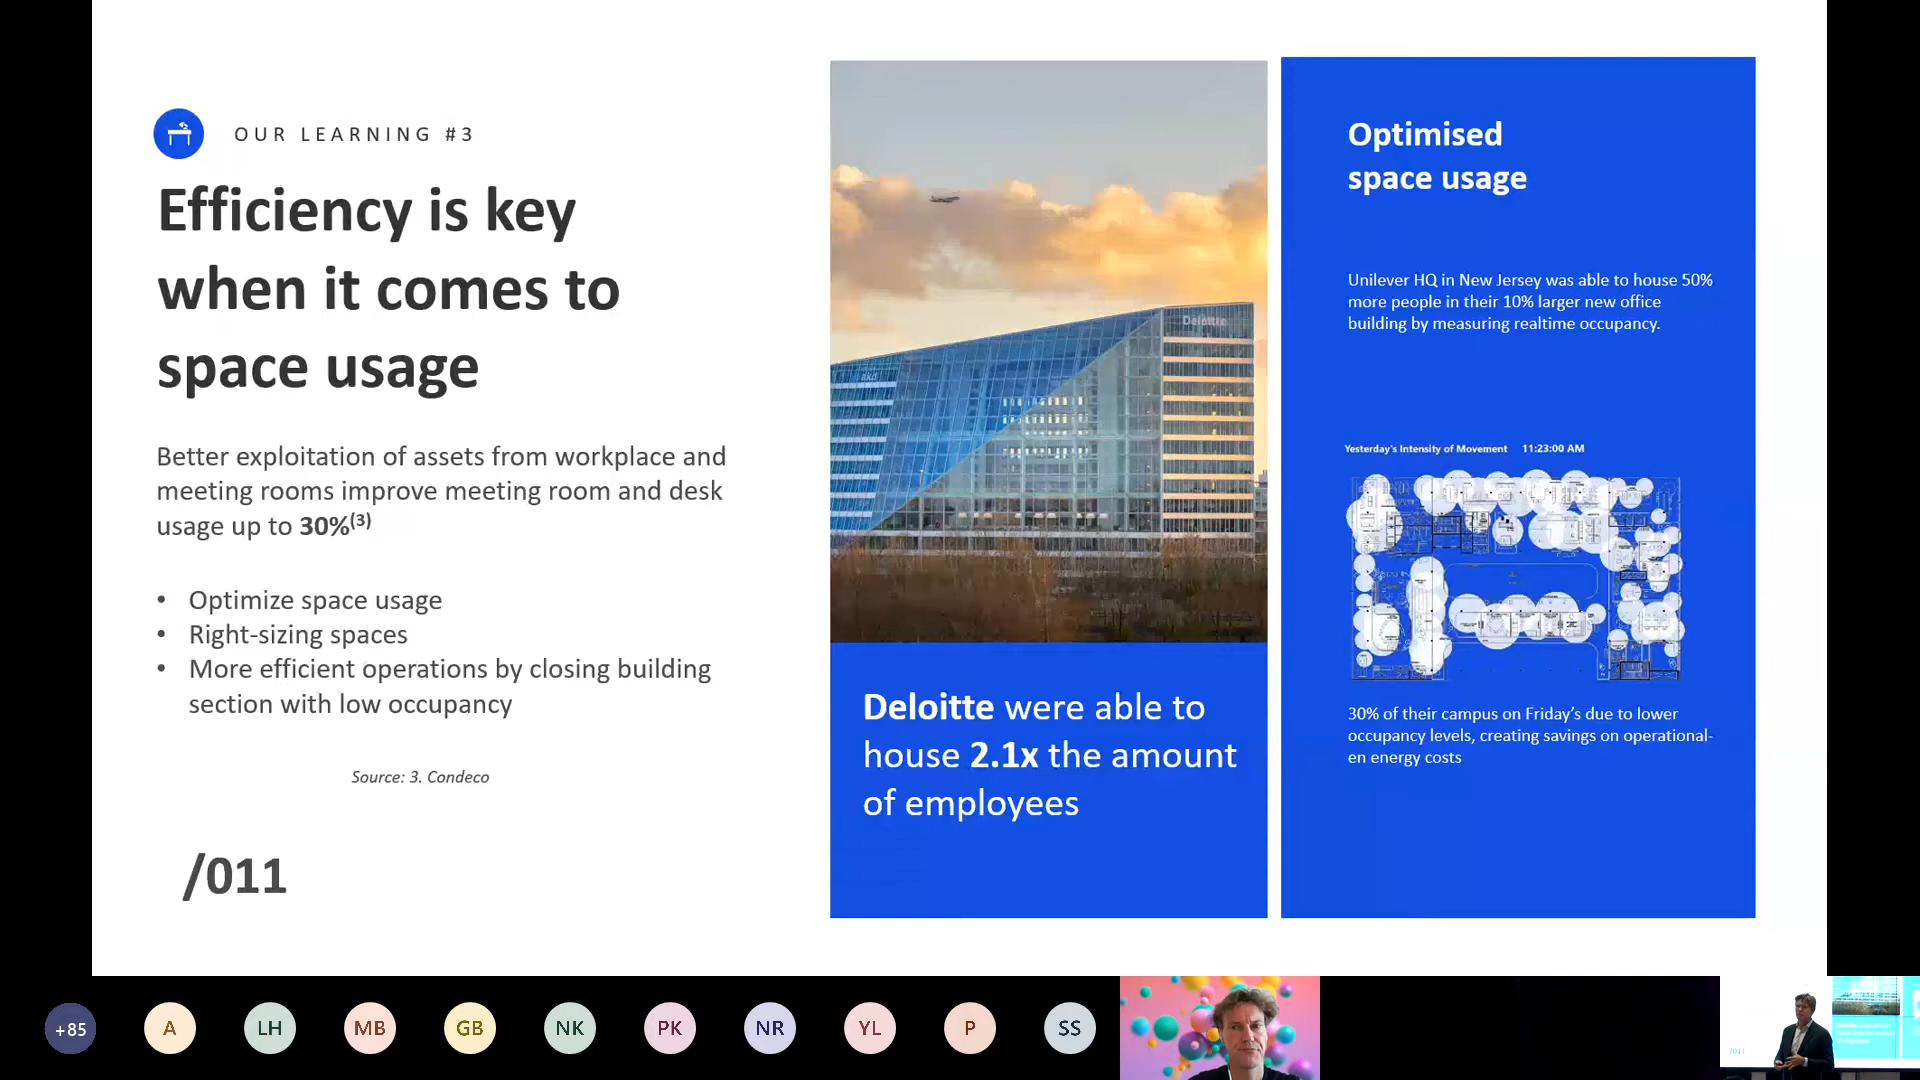 OUR LEARNING #3
Efficiency is key
when it comes to
space usage
Better exploitation of assets from workplace and
meeting rooms improve meeting room and desk
usage up to 30%(3)
• Optimize space usage
• Right-sizing spaces
• More efficient operations by closing building
section with low occupancy
Source: 3. Condeco
/011
Deloitte
akd
Deloitte were able to
house 2.1x the amount
of employees
Optimised
space usage
Unilever HQ in New Jersey was able to house 50%
more people in their 10% larger new office
building by measuring realtime occupancy.
Yesterday's Intensity of Movement 11:23:00 AM
30% of their campus on Friday's due to lower
occupancy levels, creating savings on operational-
en energy costs
+85
A
LH
MB
GB
NK
PK
NR
YL
P
SS
/011